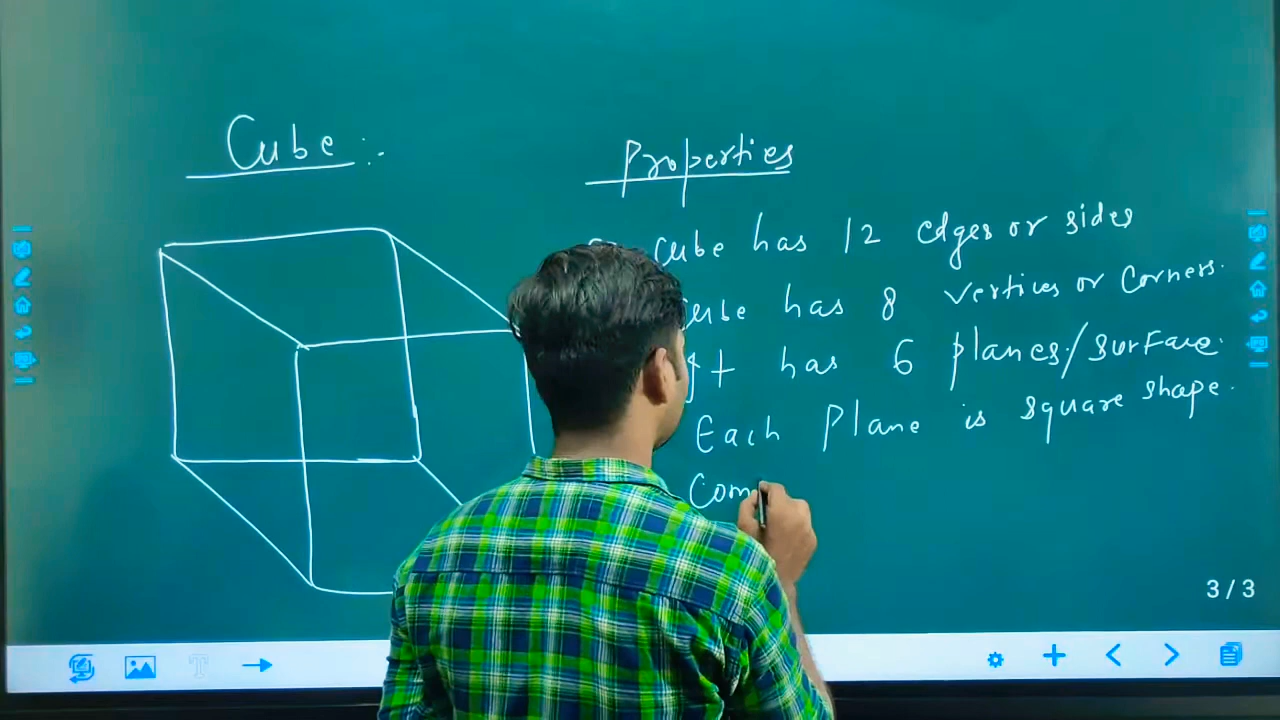 Cube :-
Properties
cube has 12 edges or sides
cube has 8 vertices or corners.
It has 6 planes/surface.
Each Plane is square shape.
Com
3/3